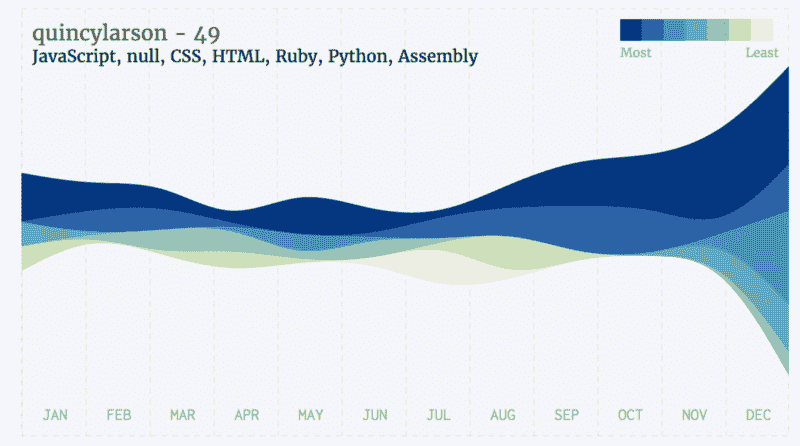 quincylarson - 49
JavaScript, null, CSS, HTML, Ruby, Python, Assembly
Most Least
JAN FEB MAR APR MAY JUN JUL AUG SEP OCT NOV DEC